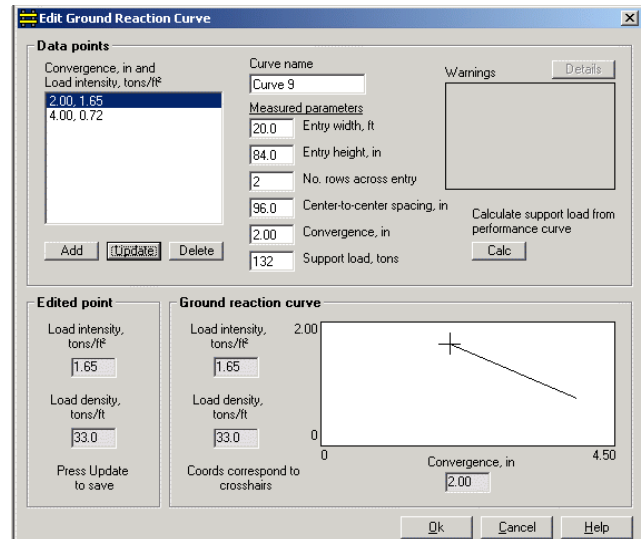 Edit Ground Reaction Curve
Data points
Convergence, in and
Load intensity, tons/ft²
2.00, 1.65
4.00, 0.72
Add
Update
Delete
Curve name
Curve 9
Measured parameters
20.0 Entry width, ft
84.0 Entry height, in
2 No. rows across entry
96.0 Center-to-center spacing, in
2.00 Convergence, in
132 Support load, tons
Warnings
Details
Calculate support load from
performance curve
Calc
Edited point
Load intensity,
tons/ft²
1.65
Load density,
tons/ft
33.0
Press Update
to save
Ground reaction curve
Load intensity,
tons/ft²
1.65
Load density,
tons/ft
33.0
Coords correspond to
crosshairs
2.00
0
0
4.50
Convergence, in
2.00
Ok
Cancel
Help